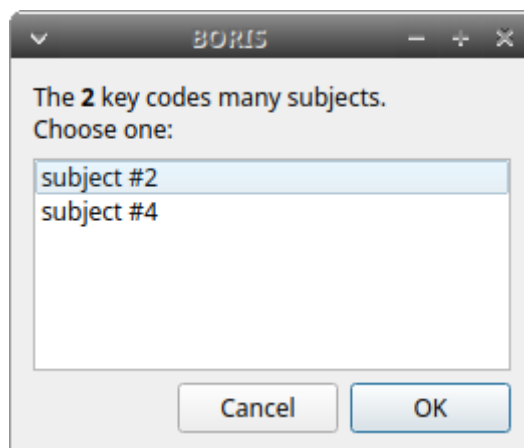 BORIS
The 2 key codes many subjects.
Choose one:
subject #2
subject #4
Cancel OK